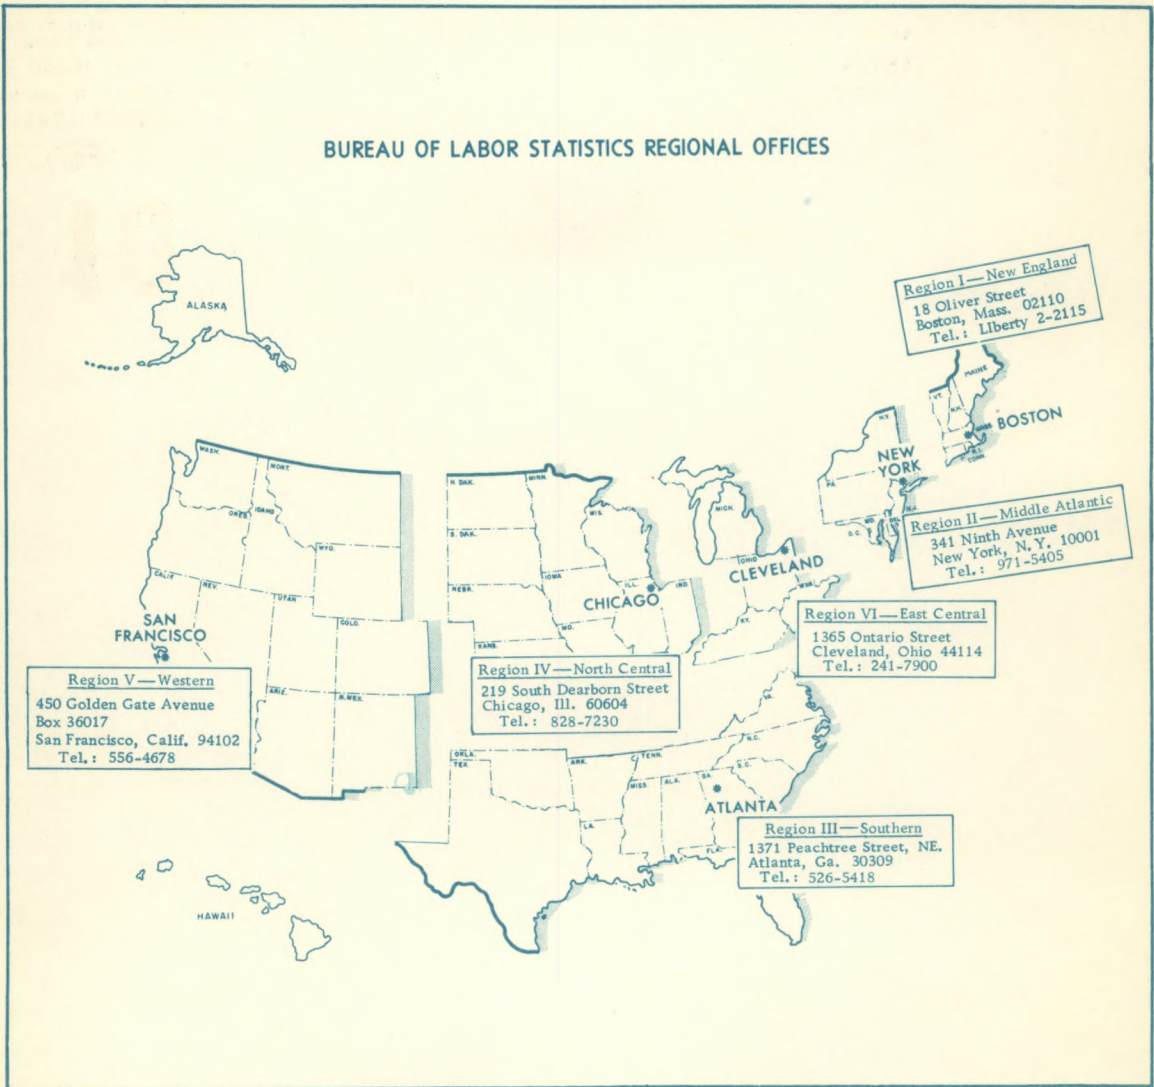 BUREAU OF LABOR STATISTICS REGIONAL OFFICES
ALASKA
Region I—New England
18 Oliver Street
Boston, Mass. 02110
Tel.: LIberty 2-2115
MAINE
VT.
N.H.
MASS.
R.I.
CONN.
BOSTON
N.Y.
NEW
YORK
PA.
N.J.
MD.
DEL.
D.C.
Region II—Middle Atlantic
341 Ninth Avenue
New York, N.Y. 10001
Tel.: 971-5405
WASH.
MONT.
OREG.
IDAHO
WYO.
CALIF.
NEV.
UTAH
COLO.
ARIZ.
N. MEX.
SAN
FRANCISCO
Region V—Western
450 Golden Gate Avenue
Box 36017
San Francisco, Calif. 94102
Tel.: 556-4678
N. DAK.
MINN.
S. DAK.
WIS.
NEBR.
IOWA
ILL.
IND.
KANS.
MO.
CHICAGO
Region IV—North Central
219 South Dearborn Street
Chicago, Ill. 60604
Tel.: 828-7230
MICH.
OHIO
CLEVELAND
W.VA.
KY.
Region VI—East Central
1365 Ontario Street
Cleveland, Ohio 44114
Tel.: 241-7900
VA.
N.C.
S.C.
OKLA.
TEX.
ARK.
TENN.
MISS.
ALA.
GA.
LA.
FLA.
ATLANTA
Region III—Southern
1371 Peachtree Street, NE.
Atlanta, Ga. 30309
Tel.: 526-5418
HAWAII